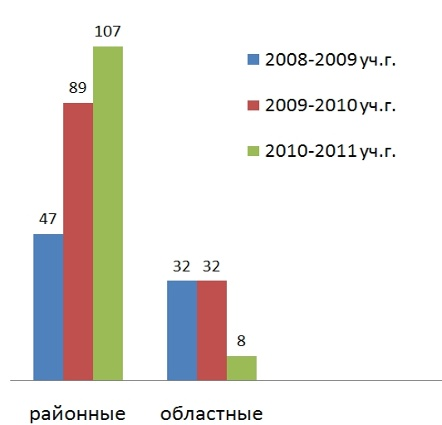 107
89
47
32
32
8
2008-2009уч.г.
2009-2010уч.г.
2010-2011уч.г.
районные
областные